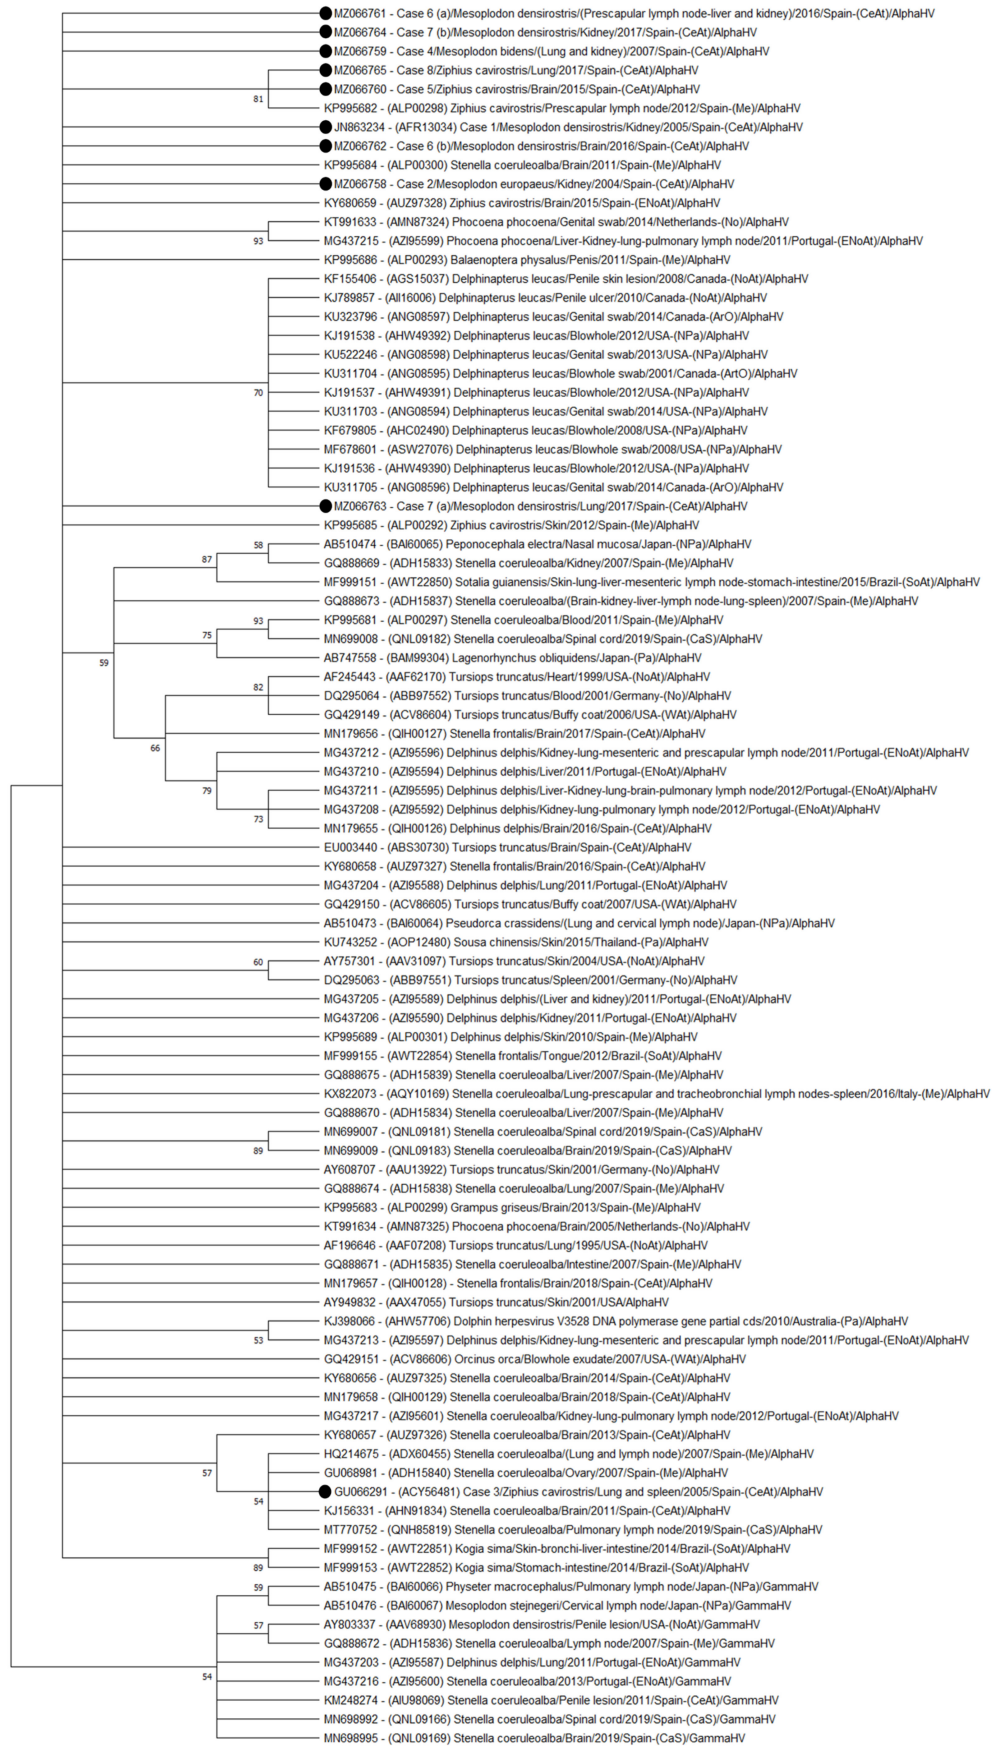 MZ066761 - Case 6 (a)/Mesoplodon densirostris/(Prescapular lymph node-liver and kidney)/2016/Spain-(CeAt)/AlphaHV
MZ066764 - Case 7 (b)/Mesoplodon densirostris/Kidney/2017/Spain-(CeAt)/AlphaHV
MZ066759 - Case 4/Mesoplodon bidens/(Lung and kidney)/2007/Spain-(CeAt)/AlphaHV
MZ066765 - Case 8/Ziphius cavirostris/Lung/2017/Spain-(CeAt)/AlphaHV
MZ066760 - Case 5/Ziphius cavirostris/Brain/2015/Spain-(CeAt)/AlphaHV
81
KP995682 - (ALP00298) Ziphius cavirostris/Prescapular lymph node/2012/Spain-(Me)/AlphaHV
JN863234 - (AFR13034) Case 1/Mesoplodon densirostris/Kidney/2005/Spain-(CeAt)/AlphaHV
MZ066762 - Case 6 (b)/Mesoplodon densirostris/Brain/2016/Spain-(CeAt)/AlphaHV
KP995684 - (ALP00300) Stenella coeruleoalba/Brain/2011/Spain-(Me)/AlphaHV
MZ066758 - Case 2/Mesoplodon europaeus/Kidney/2004/Spain-(CeAt)/AlphaHV
KY680659 - (AUZ97328) Ziphius cavirostris/Brain/2015/Spain-(ENoAt)/AlphaHV
KT991633 - (AMN87324) Phocoena phocoena/Genital swab/2014/Netherlands-(No)/AlphaHV
93
MG437215 - (AZI95599) Phocoena phocoena/Liver-Kidney-lung-pulmonary lymph node/2011/Portugal-(ENoAt)/AlphaHV
KP995686 - (ALP00293) Balaenoptera physalus/Penis/2011/Spain-(Me)/AlphaHV
KF155406 - (AGS15037) Delphinapterus leucas/Penile skin lesion/2008/Canada-(NoAt)/AlphaHV
KJ789857 - (AII16006) Delphinapterus leucas/Penile ulcer/2010/Canada-(NoAt)/AlphaHV
KU323796 - (ANG08597) Delphinapterus leucas/Genital swab/2014/Canada-(ArO)/AlphaHV
KJ191538 - (AHW49392) Delphinapterus leucas/Blowhole/2012/USA-(NPa)/AlphaHV
KU522246 - (ANG08598) Delphinapterus leucas/Genital swab/2013/USA-(NPa)/AlphaHV
KU311704 - (ANG08595) Delphinapterus leucas/Blowhole swab/2001/Canada-(ArtO)/AlphaHV
70
KJ191537 - (AHW49391) Delphinapterus leucas/Blowhole/2012/USA-(NPa)/AlphaHV
KU311703 - (ANG08594) Delphinapterus leucas/Genital swab/2014/USA-(NPa)/AlphaHV
KF679805 - (AHC02490) Delphinapterus leucas/Blowhole/2008/USA-(NPa)/AlphaHV
MF678601 - (ASW27076) Delphinapterus leucas/Blowhole swab/2008/USA-(NPa)/AlphaHV
KJ191536 - (AHW49390) Delphinapterus leucas/Blowhole/2012/USA-(NPa)/AlphaHV
KU311705 - (ANG08596) Delphinapterus leucas/Genital swab/2014/Canada-(ArO)/AlphaHV
MZ066763 - Case 7 (a)/Mesoplodon densirostris/Lung/2017/Spain-(CeAt)/AlphaHV
KP995685 - (ALP00292) Ziphius cavirostris/Skin/2012/Spain-(Me)/AlphaHV
58
AB510474 - (BAI60065) Peponocephala electra/Nasal mucosa/Japan-(NPa)/AlphaHV
87
GQ888669 - (ADH15833) Stenella coeruleoalba/Kidney/2007/Spain-(Me)/AlphaHV
MF999151 - (AWT22850) Sotalia guianensis/Skin-lung-liver-mesenteric lymph node-stomach-intestine/2015/Brazil-(SoAt)/AlphaHV
GQ888673 - (ADH15837) Stenella coeruleoalba/(Brain-kidney-liver-lymph node-lung-spleen)/2007/Spain-(Me)/AlphaHV
93
KP995681 - (ALP00297) Stenella coeruleoalba/Blood/2011/Spain-(Me)/AlphaHV
75
MN699008 - (QNL09182) Stenella coeruleoalba/Spinal cord/2019/Spain-(CaS)/AlphaHV
59
AB747558 - (BAM99304) Lagenorhynchus obliquidens/Japan-(Pa)/AlphaHV
AF245443 - (AAF62170) Tursiops truncatus/Heart/1999/USA-(NoAt)/AlphaHV
82
DQ295064 - (ABB97552) Tursiops truncatus/Blood/2001/Germany-(No)/AlphaHV
GQ429149 - (ACV86604) Tursiops truncatus/Buffy coat/2006/USA-(WAt)/AlphaHV
MN179656 - (QIH00127) Stenella frontalis/Brain/2017/Spain-(CeAt)/AlphaHV
66
MG437212 - (AZI95596) Delphinus delphis/Kidney-lung-mesenteric and prescapular lymph node/2011/Portugal-(ENoAt)/AlphaHV
MG437210 - (AZI95594) Delphinus delphis/Liver/2011/Portugal-(ENoAt)/AlphaHV
79
MG437211 - (AZI95595) Delphinus delphis/Liver-Kidney-lung-brain-pulmonary lymph node/2012/Portugal-(ENoAt)/AlphaHV
MG437208 - (AZI95592) Delphinus delphis/Kidney-lung-pulmonary lymph node/2012/Portugal-(ENoAt)/AlphaHV
73
MN179655 - (QIH00126) Delphinus delphis/Brain/2016/Spain-(CeAt)/AlphaHV
EU003440 - (ABS30730) Tursiops truncatus/Brain/Spain-(CeAt)/AlphaHV
KY680658 - (AUZ97327) Stenella frontalis/Brain/2016/Spain-(CeAt)/AlphaHV
MG437204 - (AZI95588) Delphinus delphis/Lung/2011/Portugal-(ENoAt)/AlphaHV
GQ429150 - (ACV86605) Tursiops truncatus/Buffy coat/2007/USA-(WAt)/AlphaHV
AB510473 - (BAI60064) Pseudorca crassidens/(Lung and cervical lymph node)/Japan-(NPa)/AlphaHV
KU743252 - (AOP12480) Sousa chinensis/Skin/2015/Thailand-(Pa)/AlphaHV
60
AY757301 - (AAV31097) Tursiops truncatus/Skin/2004/USA-(NoAt)/AlphaHV
DQ295063 - (ABB97551) Tursiops truncatus/Spleen/2001/Germany-(No)/AlphaHV
MG437205 - (AZI95589) Delphinus delphis/(Liver and kidney)/2011/Portugal-(ENoAt)/AlphaHV
MG437206 - (AZI95590) Delphinus delphis/Kidney/2011/Portugal-(ENoAt)/AlphaHV
KP995689 - (ALP00301) Delphinus delphis/Skin/2010/Spain-(Me)/AlphaHV
MF999155 - (AWT22854) Stenella frontalis/Tongue/2012/Brazil-(SoAt)/AlphaHV
GQ888675 - (ADH15839) Stenella coeruleoalba/Liver/2007/Spain-(Me)/AlphaHV
KX822073 - (AQY10169) Stenella coeruleoalba/Lung-prescapular and tracheobronchial lymph nodes-spleen/2016/Italy-(Me)/AlphaHV
GQ888670 - (ADH15834) Stenella coeruleoalba/Liver/2007/Spain-(Me)/AlphaHV
MN699007 - (QNL09181) Stenella coeruleoalba/Spinal cord/2019/Spain-(CaS)/AlphaHV
89
MN699009 - (QNL09183) Stenella coeruleoalba/Brain/2019/Spain-(CaS)/AlphaHV
AY608707 - (AAU13922) Tursiops truncatus/Skin/2001/Germany-(No)/AlphaHV
GQ888674 - (ADH15838) Stenella coeruleoalba/Lung/2007/Spain-(Me)/AlphaHV
KP995683 - (ALP00299) Grampus griseus/Brain/2013/Spain-(Me)/AlphaHV
KT991634 - (AMN87325) Phocoena phocoena/Brain/2005/Netherlands-(No)/AlphaHV
AF196646 - (AAF07208) Tursiops truncatus/Lung/1995/USA-(NoAt)/AlphaHV
GQ888671 - (ADH15835) Stenella coeruleoalba/Intestine/2007/Spain-(Me)/AlphaHV
MN179657 - (QIH00128) - Stenella frontalis/Brain/2018/Spain-(CeAt)/AlphaHV
AY949832 - (AAX47055) Tursiops truncatus/Skin/2001/USA/AlphaHV
KJ398066 - (AHW57706) Dolphin herpesvirus V3528 DNA polymerase gene partial cds/2010/Australia-(Pa)/AlphaHV
53
MG437213 - (AZI95597) Delphinus delphis/Kidney-lung-mesenteric and prescapular lymph node/2011/Portugal-(ENoAt)/AlphaHV
GQ429151 - (ACV86606) Orcinus orca/Blowhole exudate/2007/USA-(WAt)/AlphaHV
KY680656 - (AUZ97325) Stenella coeruleoalba/Brain/2014/Spain-(CeAt)/AlphaHV
MN179658 - (QIH00129) Stenella coeruleoalba/Brain/2018/Spain-(CeAt)/AlphaHV
MG437217 - (AZI95601) Stenella coeruleoalba/Kidney-lung-pulmonary lymph node/2012/Portugal-(ENoAt)/AlphaHV
KY680657 - (AUZ97326) Stenella coeruleoalba/Brain/2013/Spain-(CeAt)/AlphaHV
HQ214675 - (ADX60455) Stenella coeruleoalba/(Lung and lymph node)/2007/Spain-(Me)/AlphaHV
57
GU068981 - (ADH15840) Stenella coeruleoalba/Ovary/2007/Spain-(Me)/AlphaHV
GU066291 - (ACY56481) Case 3/Ziphius cavirostris/Lung and spleen/2005/Spain-(CeAt)/AlphaHV
54
KJ156331 - (AHN91834) Stenella coeruleoalba/Brain/2011/Spain-(CeAt)/AlphaHV
MT770752 - (QNH85819) Stenella coeruleoalba/Pulmonary lymph node/2019/Spain-(CaS)/AlphaHV
MF999152 - (AWT22851) Kogia sima/Skin-bronchi-liver-intestine/2014/Brazil-(SoAt)/AlphaHV
89
MF999153 - (AWT22852) Kogia sima/Stomach-intestine/2014/Brazil-(SoAt)/AlphaHV
59
AB510475 - (BAI60066) Physeter macrocephalus/Pulmonary lymph node/Japan-(NPa)/GammaHV
AB510476 - (BAI60067) Mesoplodon stejnegeri/Cervical lymph node/Japan-(NPa)/GammaHV
57
AY803337 - (AAV68930) Mesoplodon densirostris/Penile lesion/USA-(NoAt)/GammaHV
GQ888672 - (ADH15836) Stenella coeruleoalba/Lymph node/2007/Spain-(Me)/GammaHV
MG437203 - (AZI95587) Delphinus delphis/Lung/2011/Portugal-(ENoAt)/GammaHV
54
MG437216 - (AZI95600) Stenella coeruleoalba/2013/Portugal-(ENoAt)/GammaHV
KM248274 - (AIU98069) Stenella coeruleoalba/Penile lesion/2011/Spain-(CeAt)/GammaHV
MN698992 - (QNL09166) Stenella coeruleoalba/Spinal cord/2019/Spain-(CaS)/GammaHV
MN698995 - (QNL09169) Stenella coeruleoalba/Brain/2019/Spain-(CaS)/GammaHV